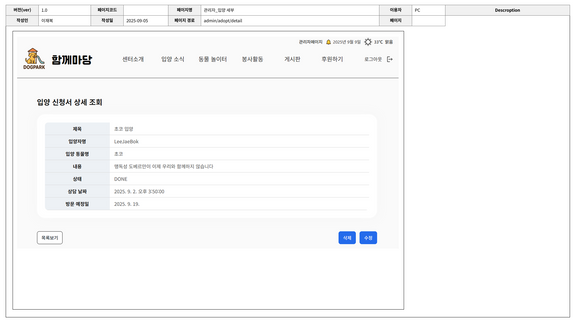 버전(ver) 1.0 페이지코드 페이지명 관리자_입양 세부 이용자 PC Descroption
작성인 이재복 작성일 2025-09-05 페이지 경로 admin/adopt/detail 페이지
관리자페이지 2025년 9월 9일 33℃ 맑음
DOGPARK 함께마당 센터소개 입양 소식 동물 놀이터 봉사활동 게시판 후원하기 로그아웃
입양 신청서 상세 조회
제목 초코 입양
입양자명 LeeJaeBok
입양 동물명 초코
내용 맹독성 도베르만이 이제 우리와 함께하지 않습니다
상태 DONE
상담 날짜 2025. 9. 2. 오후 3:50:00
방문 예정일 2025. 9. 19.
목록보기 삭제 수정